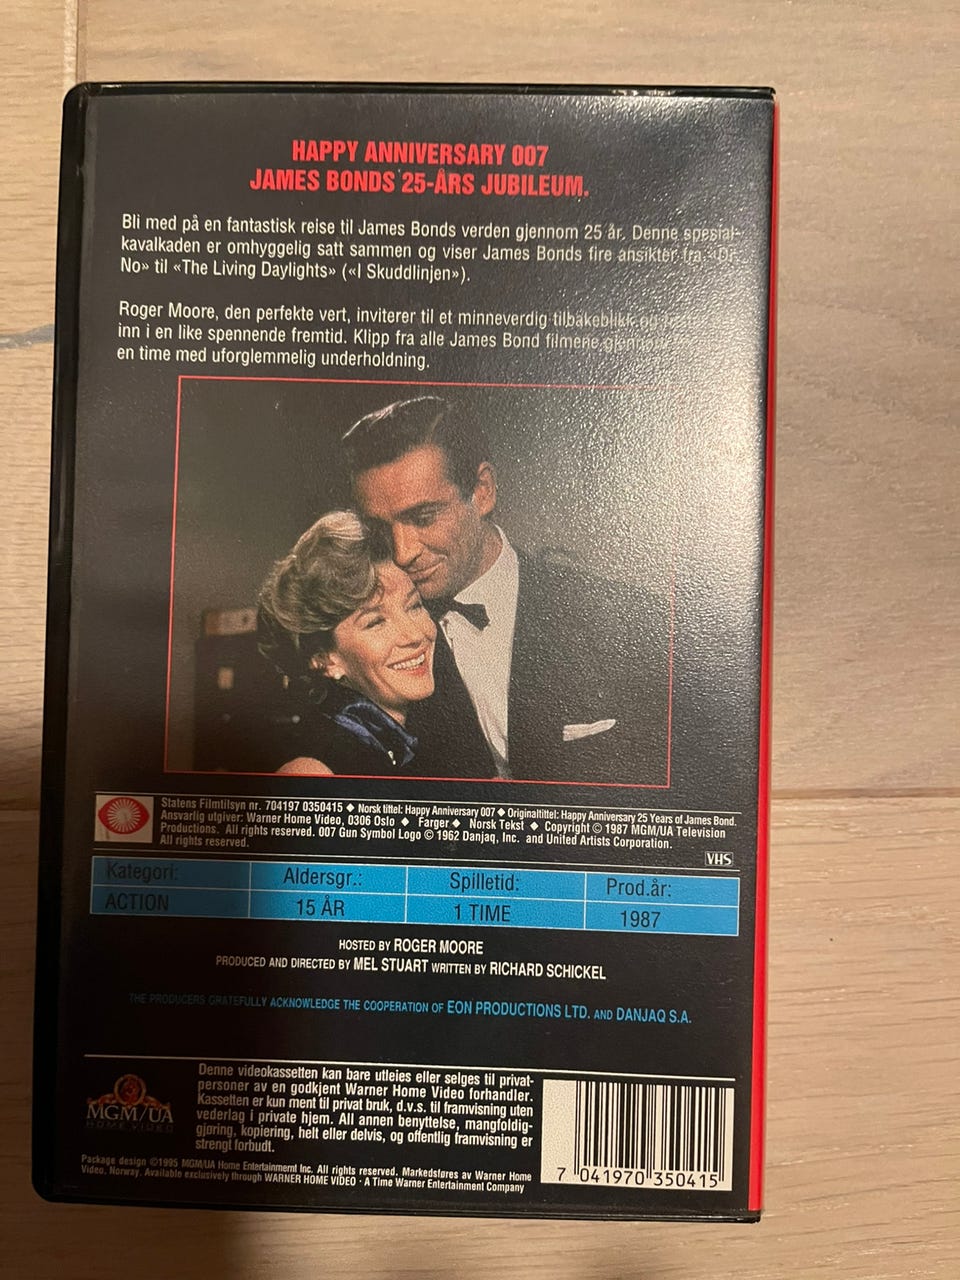 HAPPY ANNIVERSARY 007
JAMES BONDS 25-ÅRS JUBILEUM.
Bli med på en fantastisk reise til James Bonds verden gjennom 25 år. Denne spesial-
kavalkaden er omhyggelig satt sammen og viser James Bonds fire ansikter fra «Dr.
No» til «The Living Daylights» («I Skuddlinjen»).
Roger Moore, den perfekte vert, inviterer til et minneverdig tilbakeblikk og
inn i en like spennende fremtid. Klipp fra alle James Bond filmene gjennom
en time med uforglemmelig underholdning.
Statens Filmtilsyn nr. 704197 0350415 ◆ Norsk tittel: Happy Anniversary 007 ◆ Originaltittel: Happy Anniversary 25 Years of James Bond.
Ansvarlig utgiver: Warner Home Video, 0306 Oslo ◆ Farger ◆ Norsk Tekst ◆ Copyright © 1987 MGM/UA Television
Productions. All rights reserved. 007 Gun Symbol Logo © 1962 Danjaq, Inc. and United Artists Corporation.
All rights reserved.
VHS
Kategori: Aldersgr.: Spilletid: Prod.år:
ACTION 15 ÅR 1 TIME 1987
HOSTED BY ROGER MOORE
PRODUCED AND DIRECTED BY MEL STUART WRITTEN BY RICHARD SCHICKEL
THE PRODUCERS GRATEFULLY ACKNOWLEDGE THE COOPERATION OF EON PRODUCTIONS LTD. AND DANJAQ S.A.
MGM/UA
HOME VIDEO
Denne videokassetten kan bare utleies eller selges til privat-
personer av en godkjent Warner Home Video forhandler.
Kassetten er kun ment til privat bruk, d.v.s. til framvisning uten
vederlag i private hjem. All annen benyttelse, mangfoldig-
gjøring, kopiering, helt eller delvis, og offentlig framvisning er
strengt forbudt.
Package design ©1995 MGM/UA Home Entertainmemt Inc. All rights reserved. Markedsføres av Warner Home
Video. Norway. Available exclusively through WARNER HOME VIDEO · A Time Warner Entertainment Company
7 041970 350415